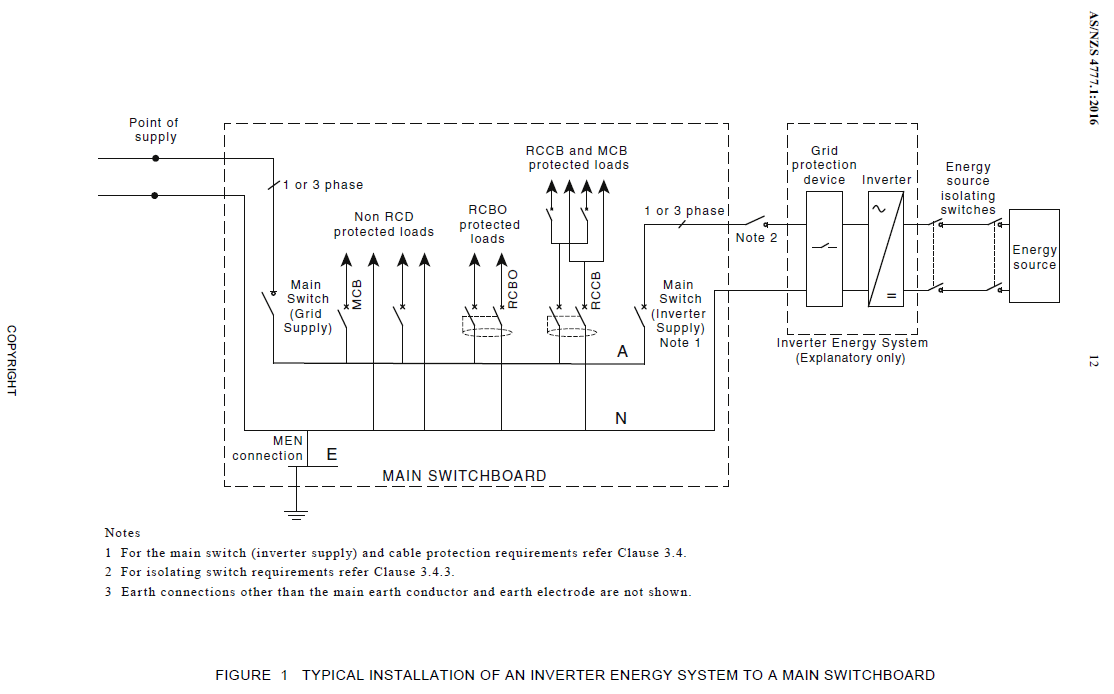 AS/NZS 4777.1:2016
12
COPYRIGHT
Point of
supply
1 or 3 phase
Main
Switch
(Grid
Supply)
Non RCD
protected loads
MCB
RCBO
protected
loads
RCBO
RCCB and MCB
protected loads
RCCB
1 or 3 phase
Main
Switch
(Inverter
Supply)
Note 1
Note 2
Grid
protection
device
Inverter
Energy
source
isolating
switches
Energy
source
Inverter Energy System
(Explanatory only)
A
N
MEN
connection
E
MAIN SWITCHBOARD
Notes
1 For the main switch (inverter supply) and cable protection requirements refer Clause 3.4.
2 For isolating switch requirements refer Clause 3.4.3.
3 Earth connections other than the main earth conductor and earth electrode are not shown.
FIGURE 1 TYPICAL INSTALLATION OF AN INVERTER ENERGY SYSTEM TO A MAIN SWITCHBOARD